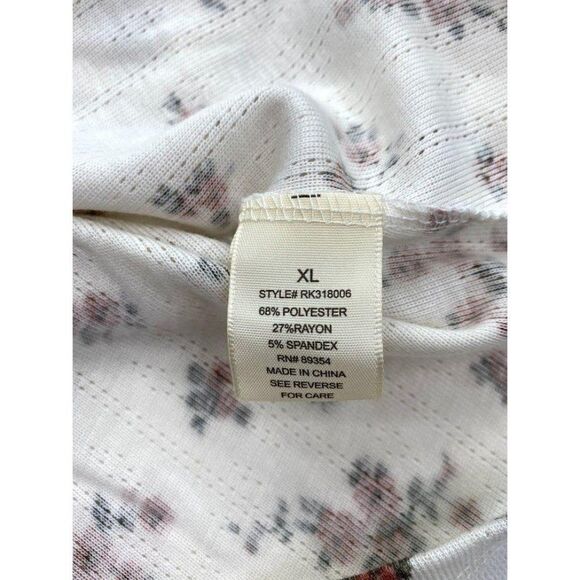 XL
STYLE# RK318006
68% POLYESTER
27%RAYON
5% SPANDEX
RN# 89354
MADE IN CHINA
SEE REVERSE
FOR CARE